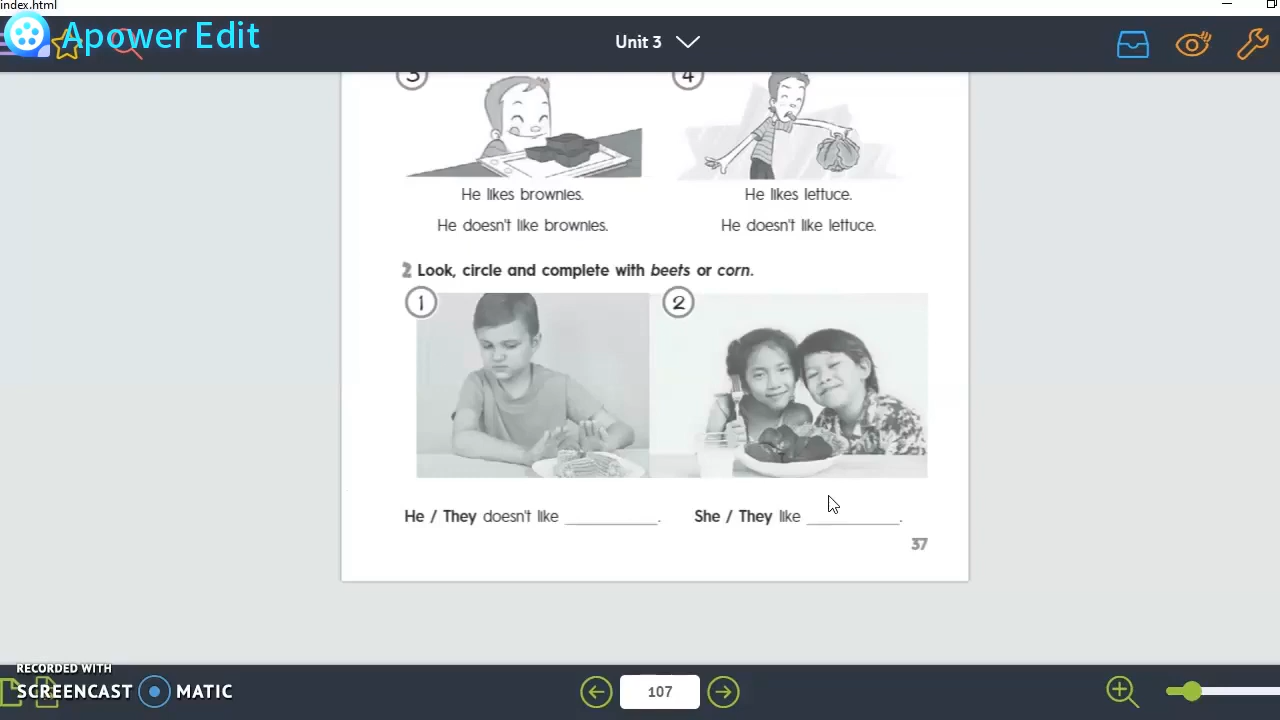 index.html
Apower Edit
Unit 3
3
4
He likes brownies.
He likes lettuce.
He doesn't like brownies.
He doesn't like lettuce.
2 Look, circle and complete with beets or corn.
1
2
He / They doesn't like ___________.
She / They like ___________.
37
RECORDED WITH
SCREENCAST MATIC
107